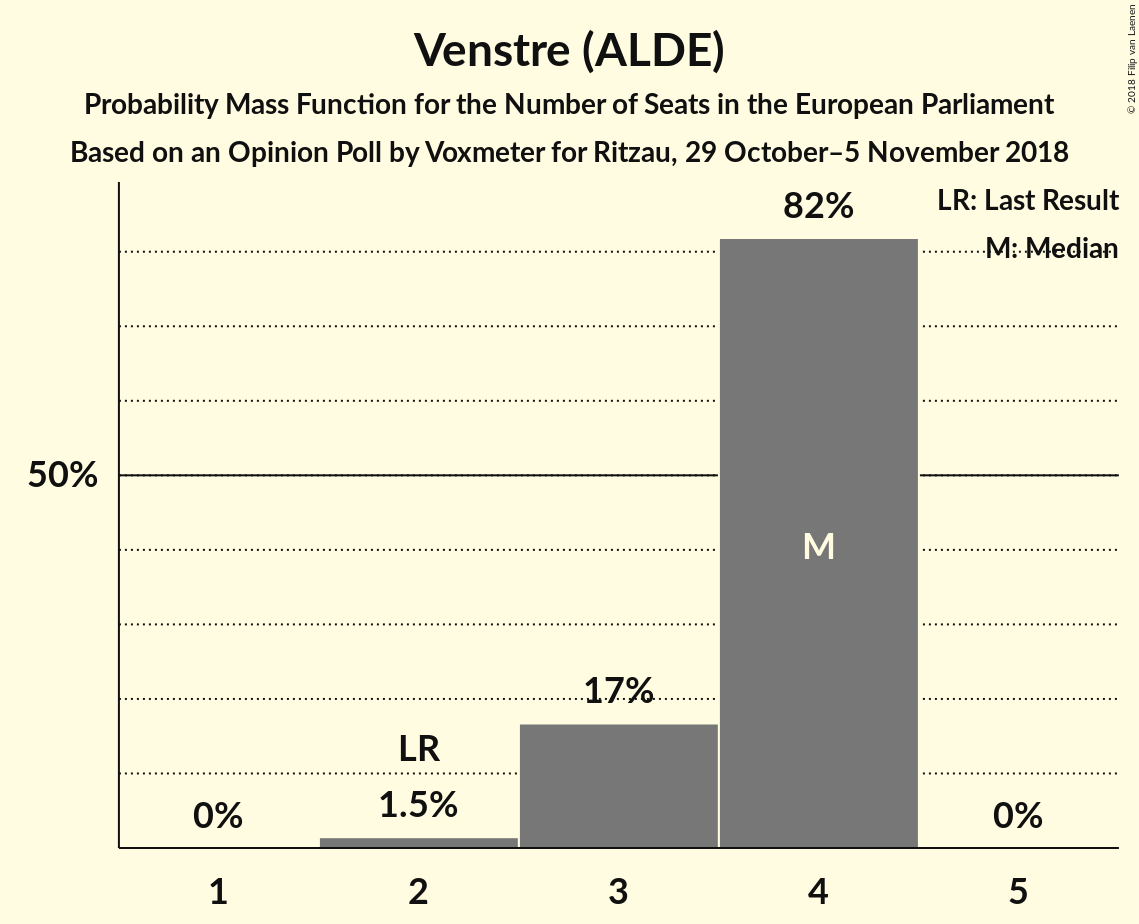 Venstre (ALDE)
Probability Mass Function for the Number of Seats in the European Parliament
Based on an Opinion Poll by Voxmeter for Ritzau, 29 October–5 November 2018
© 2018 Filip van Laenen
LR: Last Result
M: Median
82%
50%
M
17%
LR
0%
1.5%
0%
1
2
3
4
5